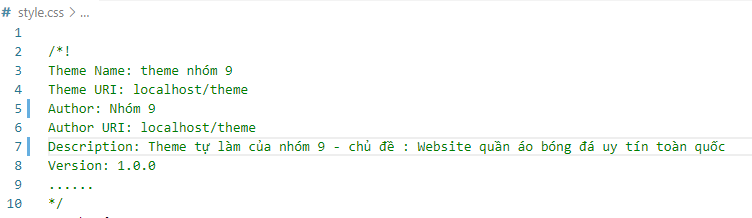 # style.css > ...
1
2 /*!
3 Theme Name: theme nhóm 9
4 Theme URI: localhost/theme
5 Author: Nhóm 9
6 Author URI: localhost/theme
7 Description: Theme tự làm của nhóm 9 - chủ đề : Website quần áo bóng đá uy tín toàn quốc
8 Version: 1.0.0
9 ......
10 */